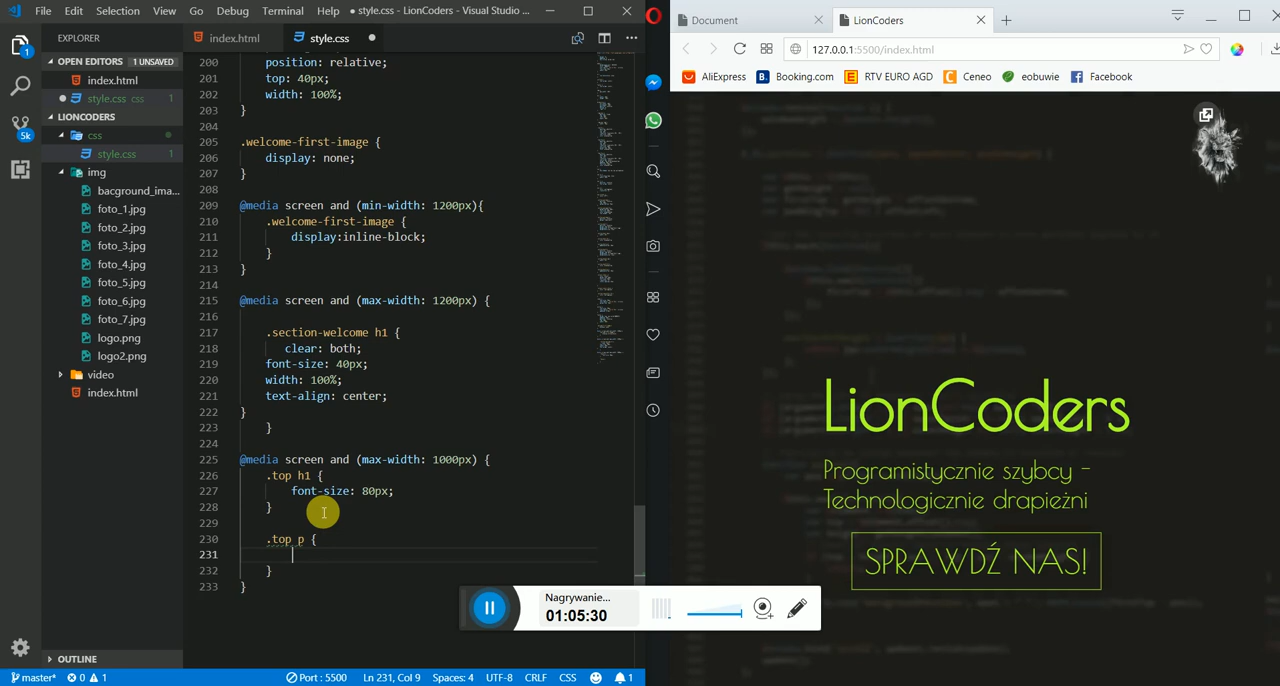 File Edit Selection View Go Debug Terminal Help ● style.css - LionCoders - Visual Studio ...
EXPLORER
OPEN EDITORS 1 UNSAVED
index.html
style.css css 1
LIONCODERS
css
style.css 1
img
bacground_ima...
foto_1.jpg
foto_2.jpg
foto_3.jpg
foto_4.jpg
foto_5.jpg
foto_6.jpg
foto_7.jpg
logo.png
logo2.png
video
index.html
OUTLINE
1
5k
index.html
style.css
200 position: relative;
201 top: 40px;
202 width: 100%;
203 }
204
205 .welcome-first-image {
206 display: none;
207 }
208
209 @media screen and (min-width: 1200px){
210 .welcome-first-image {
211 display:inline-block;
212 }
213 }
214
215 @media screen and (max-width: 1200px) {
216
217 .section-welcome h1 {
218 clear: both;
219 font-size: 40px;
220 width: 100%;
221 text-align: center;
222 }
223 }
224
225 @media screen and (max-width: 1000px) {
226 .top h1 {
227 font-size: 80px;
228 }
229
230 .top p {
231
232 }
233 }
master* 0 1 Port : 5500 Ln 231, Col 9 Spaces: 4 UTF-8 CRLF CSS 1
Nagrywanie...
01:05:30
Document
LionCoders
127.0.0.1:5500/index.html
AliExpress B. Booking.com E RTV EURO AGD C Ceneo eobuwie Facebook
LionCoders
Programistycznie szybcy -
Technologicznie drapieżni
SPRAWDŹ NAS!